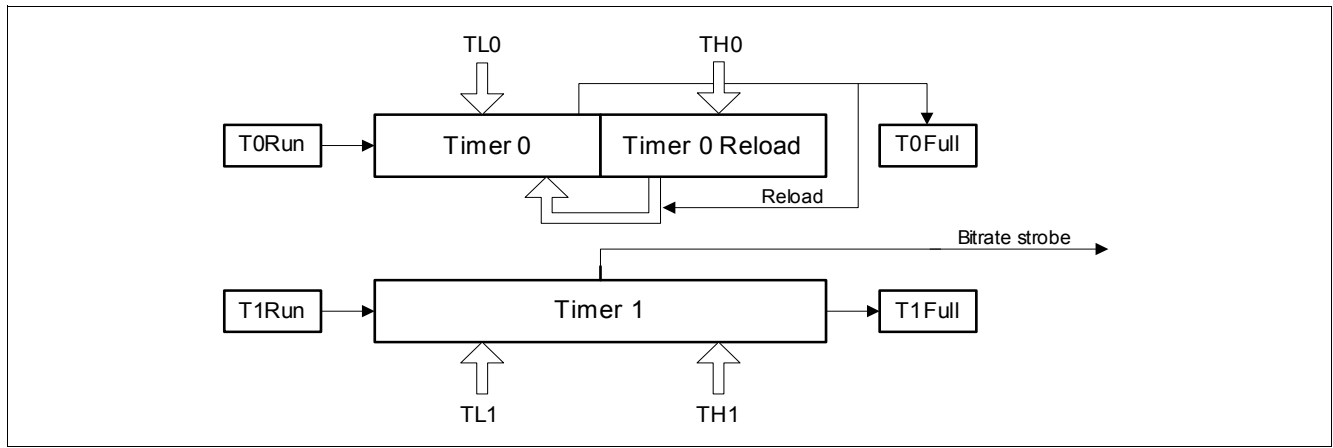 TL0
TH0
T0Run
Timer 0
Timer 0 Reload
T0Full
Reload
Bitrate strobe
T1Run
Timer 1
T1Full
TL1
TH1